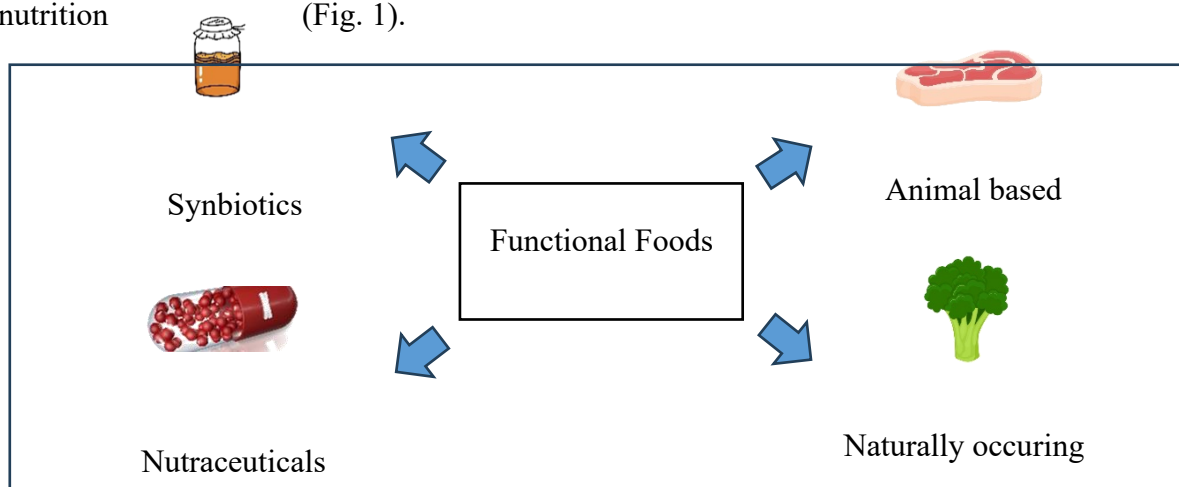 nutrition (Fig. 1).
Synbiotics
Animal based
Functional Foods
Nutraceuticals
Naturally occuring